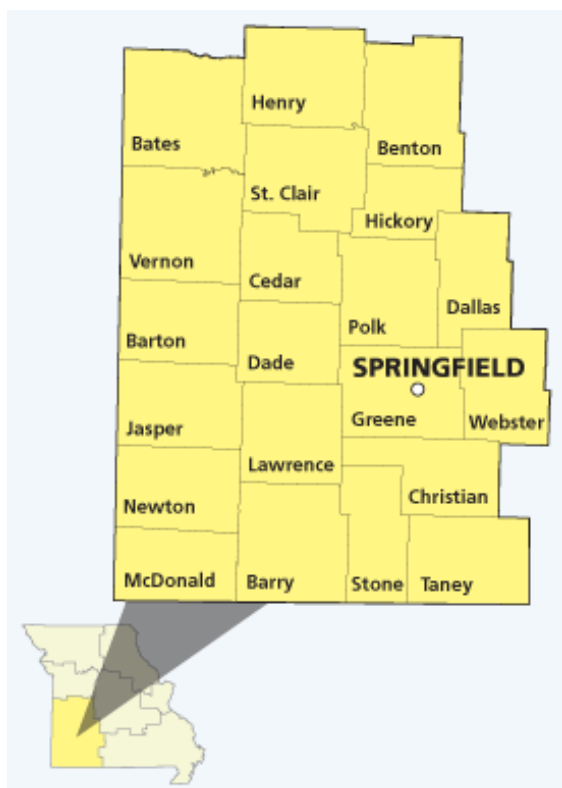 Henry
Bates
Benton
St. Clair
Hickory
Vernon
Cedar
Dallas
Polk
Barton
Dade
SPRINGFIELD
Greene
Webster
Jasper
Lawrence
Christian
Newton
McDonald
Barry
Stone
Taney